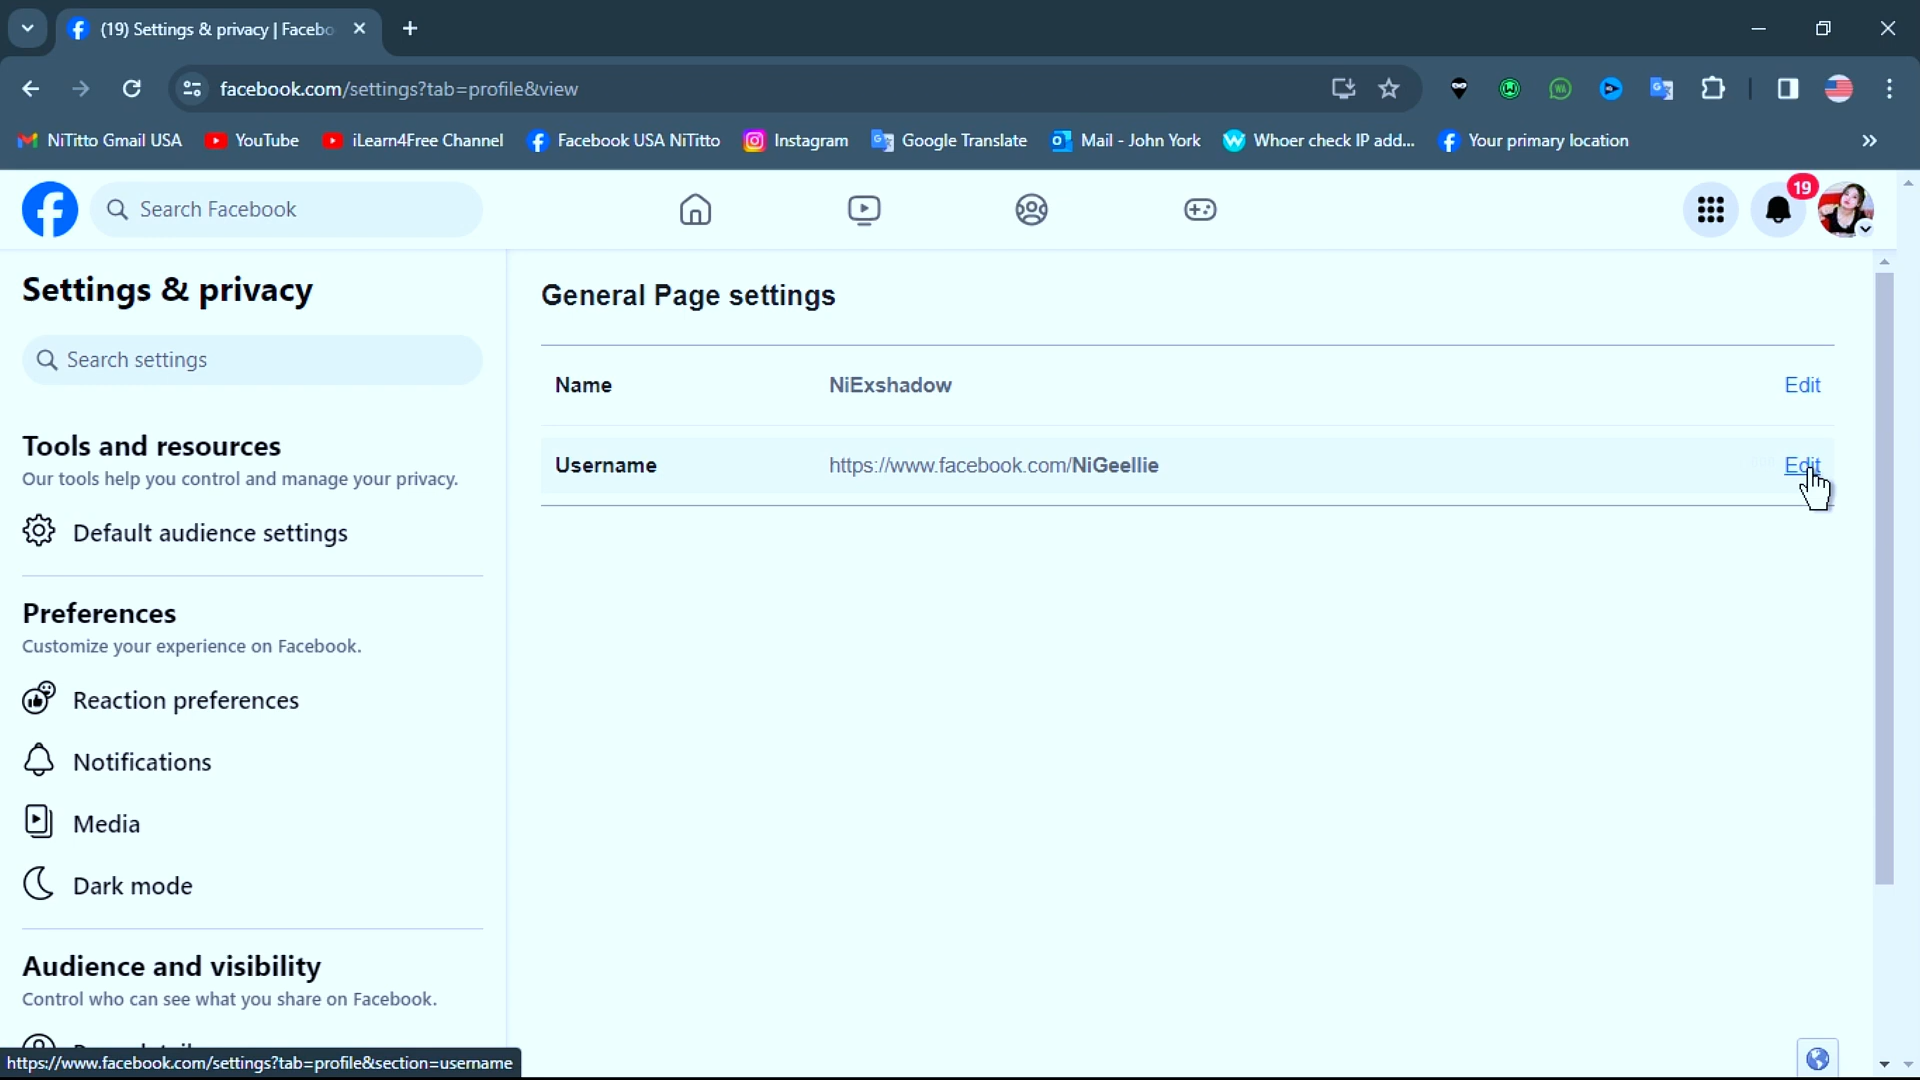 (19) Settings & privacy | Facebo
facebook.com/settings?tab=profile&view
NiTitto Gmail USA YouTube iLearn4Free Channel Facebook USA NiTitto Instagram Google Translate Mail - John York Whoer check IP add... Your primary location »
Search Facebook
19
Settings & privacy
Search settings
Tools and resources
Our tools help you control and manage your privacy.
Default audience settings
Preferences
Customize your experience on Facebook.
Reaction preferences
Notifications
Media
Dark mode
Audience and visibility
Control who can see what you share on Facebook.
https://www.facebook.com/settings?tab=profile&section=username
General Page settings
Name NiExshadow Edit
Username https://www.facebook.com/NiGeellie Edit